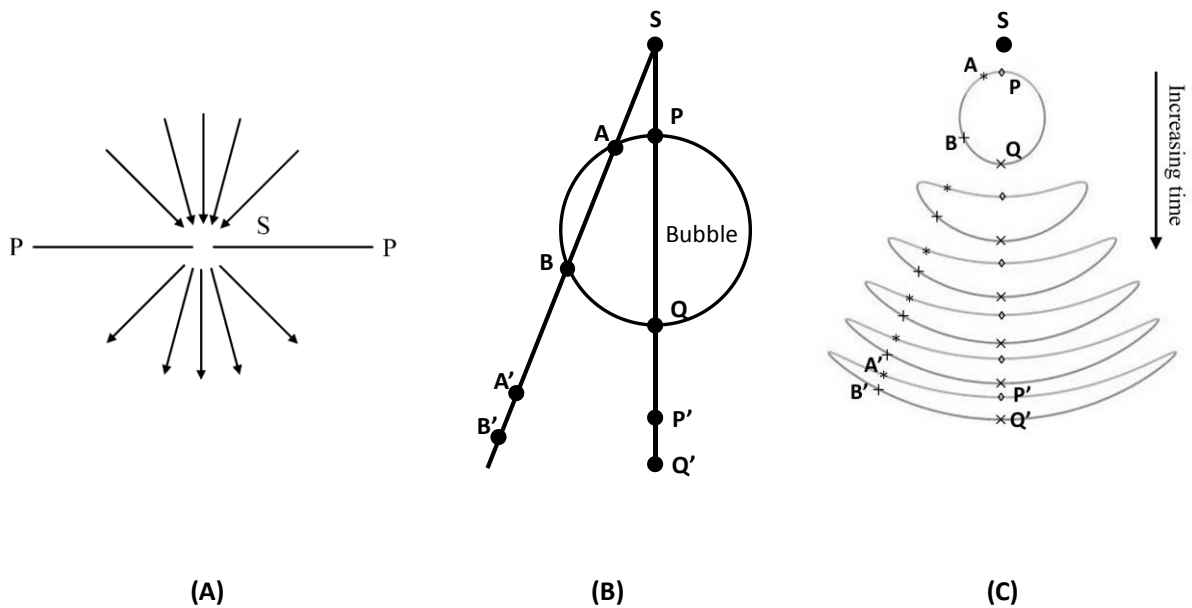 P
S
P
(A)
S
A
P
B
Bubble
Q
A’
B’
P’
Q’
(B)
S
A
P
B
Q
Increasing time
A’
B’
P’
Q’
(C)